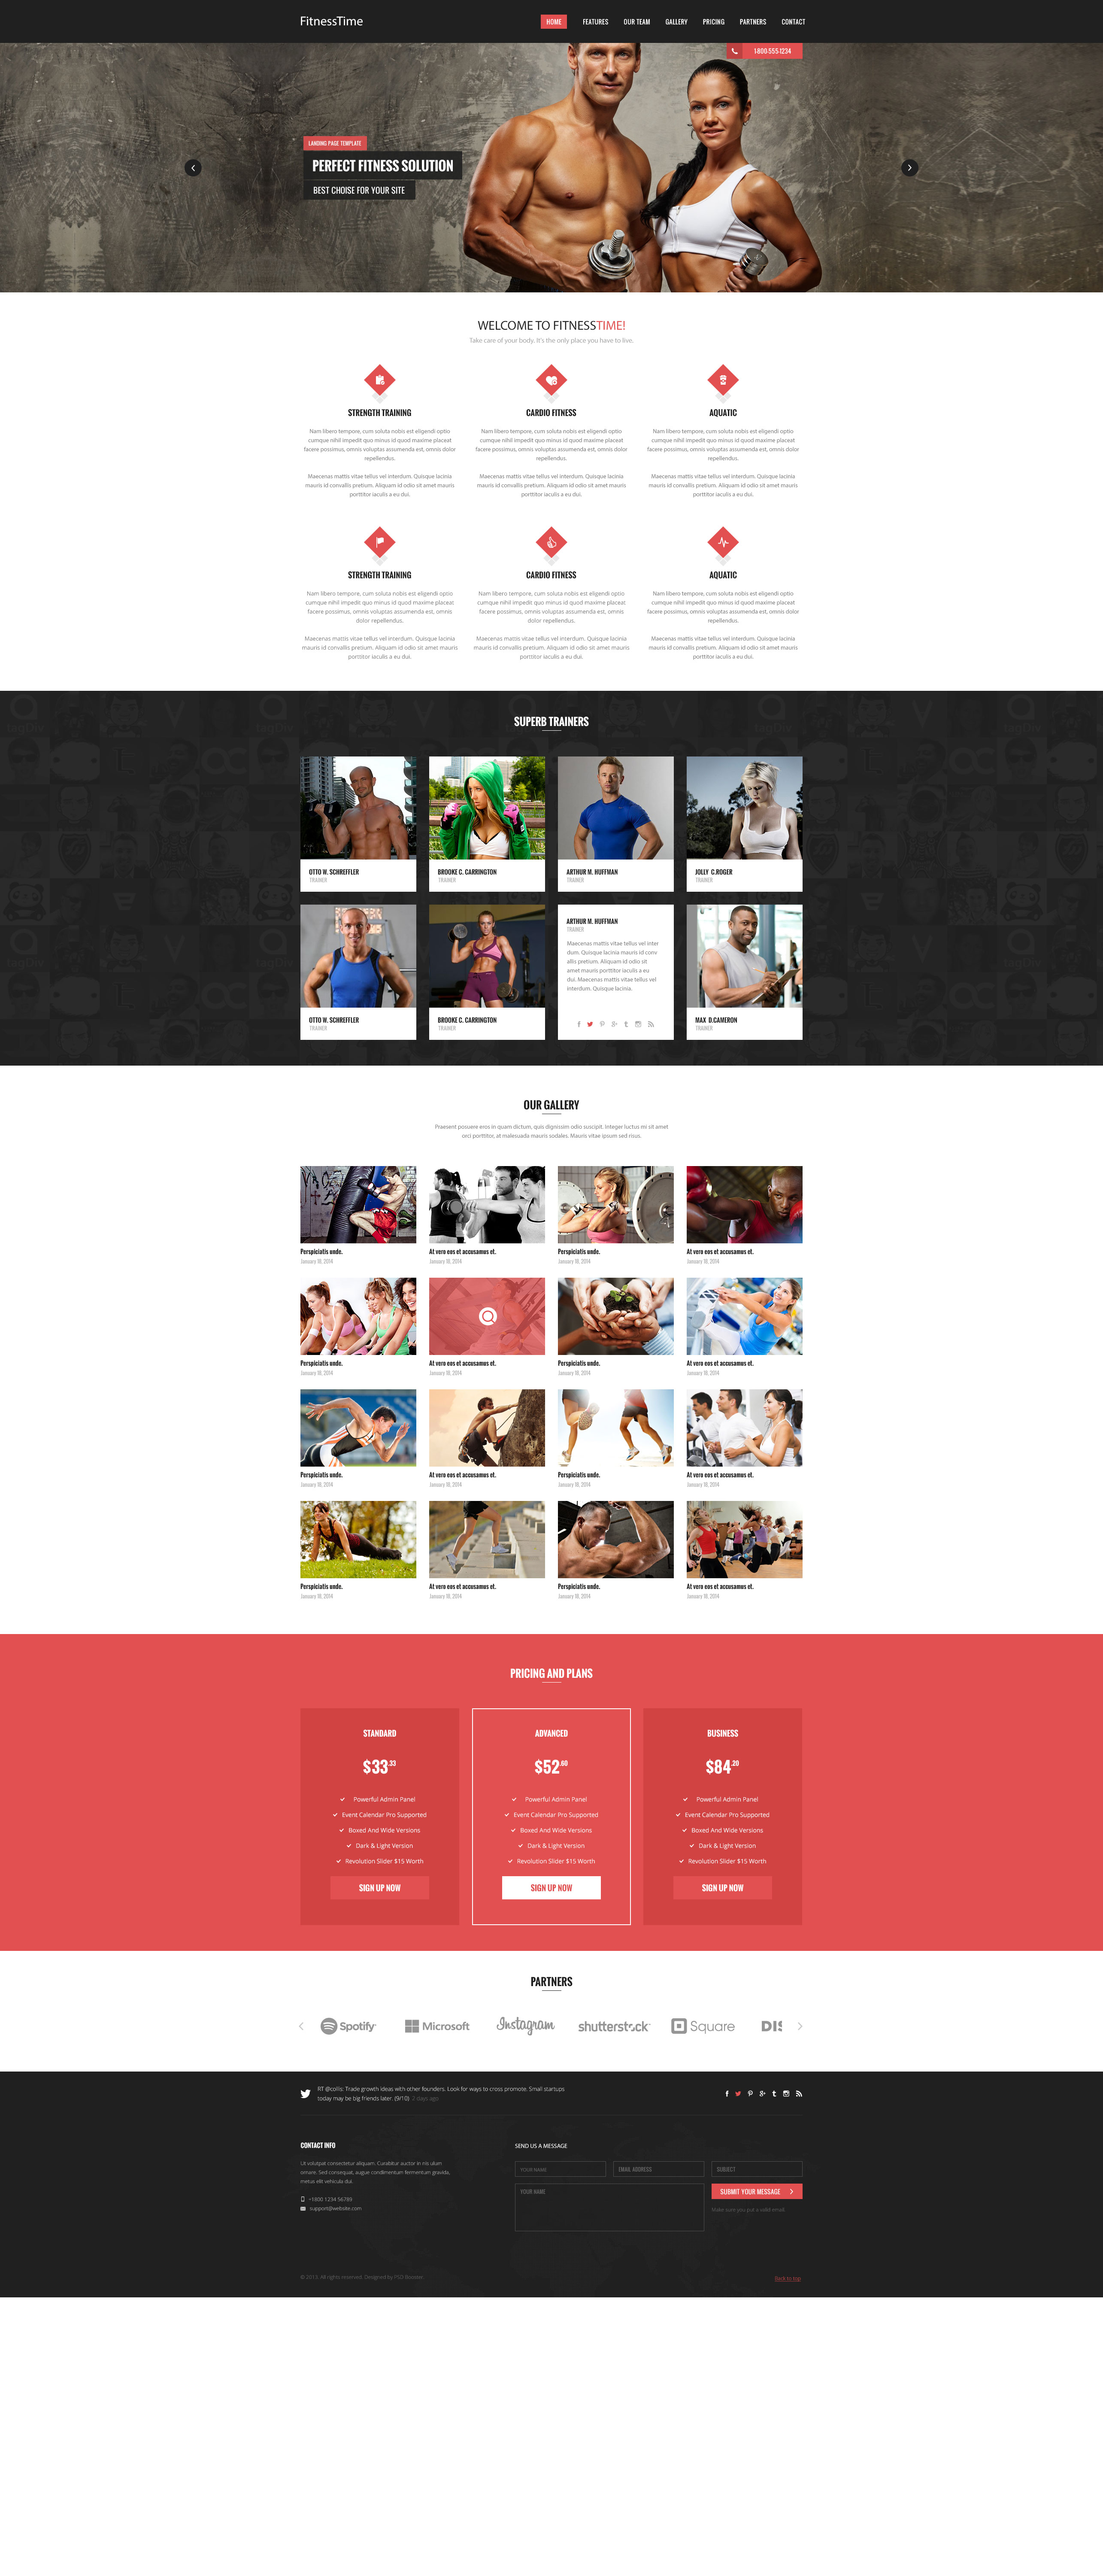 FitnessTime
HOME FEATURES OUR TEAM GALLERY PRICING PARTNERS CONTACT
1-800-555-1234
LANDING PAGE TEMPLATE
PERFECT FITNESS SOLUTION
BEST CHOISE FOR YOUR SITE
WELCOME TO FITNESSTIME!
Take care of your body. It's the only place you have to live.
STRENGTH TRAINING
Nam libero tempore, cum soluta nobis est eligendi optio
cumque nihil impedit quo minus id quod maxime placeat
facere possimus, omnis voluptas assumenda est, omnis dolor
repellendus.
Maecenas mattis vitae tellus vel interdum. Quisque lacinia
mauris id convallis pretium. Aliquam id odio sit amet mauris
porttitor iaculis a eu dui.
CARDIO FITNESS
Nam libero tempore, cum soluta nobis est eligendi optio
cumque nihil impedit quo minus id quod maxime placeat
facere possimus, omnis voluptas assumenda est, omnis dolor
repellendus.
Maecenas mattis vitae tellus vel interdum. Quisque lacinia
mauris id convallis pretium. Aliquam id odio sit amet mauris
porttitor iaculis a eu dui.
AQUATIC
Nam libero tempore, cum soluta nobis est eligendi optio
cumque nihil impedit quo minus id quod maxime placeat
facere possimus, omnis voluptas assumenda est, omnis dolor
repellendus.
Maecenas mattis vitae tellus vel interdum. Quisque lacinia
mauris id convallis pretium. Aliquam id odio sit amet mauris
porttitor iaculis a eu dui.
STRENGTH TRAINING
Nam libero tempore, cum soluta nobis est eligendi optio
cumque nihil impedit quo minus id quod maxime placeat
facere possimus, omnis voluptas assumenda est, omnis
dolor repellendus.
Maecenas mattis vitae tellus vel interdum. Quisque lacinia
mauris id convallis pretium. Aliquam id odio sit amet mauris
porttitor iaculis a eu dui.
CARDIO FITNESS
Nam libero tempore, cum soluta nobis est eligendi optio
cumque nihil impedit quo minus id quod maxime placeat
facere possimus, omnis voluptas assumenda est, omnis
dolor repellendus.
Maecenas mattis vitae tellus vel interdum. Quisque lacinia
mauris id convallis pretium. Aliquam id odio sit amet mauris
porttitor iaculis a eu dui.
AQUATIC
Nam libero tempore, cum soluta nobis est eligendi optio
cumque nihil impedit quo minus id quod maxime placeat
facere possimus, omnis voluptas assumenda est, omnis dolor
repellendus.
Maecenas mattis vitae tellus vel interdum. Quisque lacinia
mauris id convallis pretium. Aliquam id odio sit amet mauris
porttitor iaculis a eu dui.
SUPERB TRAINERS
OTTO W. SCHREFFLER
TRAINER
BROOKE C. CARRINGTON
TRAINER
ARTHUR M. HUFFMAN
TRAINER
JOLLY C.ROGER
TRAINER
OTTO W. SCHREFFLER
TRAINER
BROOKE C. CARRINGTON
TRAINER
ARTHUR M. HUFFMAN
TRAINER
Maecenas mattis vitae tellus vel inter
dum. Quisque lacinia mauris id conv
allis pretium. Aliquam id odio sit
amet mauris porttitor iaculis a eu
dui. Maecenas mattis vitae tellus vel
interdum. Quisque lacinia.
MAX D.CAMERON
TRAINER
OUR GALLERY
Praesent posuere eros in quam dictum, quis dignissim odio suscipit. Integer luctus mi sit amet
orci porttitor, at malesuada mauris sodales. Mauris vitae ipsum sed risus.
Perspiciatis unde.
January 18, 2014
At vero eos et accusamus et.
January 18, 2014
Perspiciatis unde.
January 18, 2014
At vero eos et accusamus et.
January 18, 2014
Perspiciatis unde.
January 18, 2014
At vero eos et accusamus et.
January 18, 2014
Perspiciatis unde.
January 18, 2014
At vero eos et accusamus et.
January 18, 2014
Perspiciatis unde.
January 18, 2014
At vero eos et accusamus et.
January 18, 2014
Perspiciatis unde.
January 18, 2014
At vero eos et accusamus et.
January 18, 2014
Perspiciatis unde.
January 18, 2014
At vero eos et accusamus et.
January 18, 2014
Perspiciatis unde.
January 18, 2014
At vero eos et accusamus et.
January 18, 2014
PRICING AND PLANS
STANDARD
$33.33
Powerful Admin Panel
Event Calendar Pro Supported
Boxed And Wide Versions
Dark & Light Version
Revolution Slider $15 Worth
SIGN UP NOW
ADVANCED
$52.60
Powerful Admin Panel
Event Calendar Pro Supported
Boxed And Wide Versions
Dark & Light Version
Revolution Slider $15 Worth
SIGN UP NOW
BUSINESS
$84.20
Powerful Admin Panel
Event Calendar Pro Supported
Boxed And Wide Versions
Dark & Light Version
Revolution Slider $15 Worth
SIGN UP NOW
PARTNERS
Spotify Microsoft Instagram shutterstock Square DIS
RT @collis: Trade growth ideas with other founders. Look for ways to cross promote. Small startups
today may be big friends later. (9/10) 2 days ago
CONTACT INFO
Lorem ipsum consectetur aliquam. Curabitur auctor in nis ulum
ornare. Sed consequat, augue condimentum fermentum gravida,
metus elit vehicula dui.
+1800 1234 56789
support@website.com
SEND US A MESSAGE
YOUR NAME
EMAIL ADDRESS
SUBJECT
YOUR NAME
SUBMIT YOUR MESSAGE
Make sure you put a valid email.
© 2013. All rights reserved. Designed by PSD Booster.
Back to top